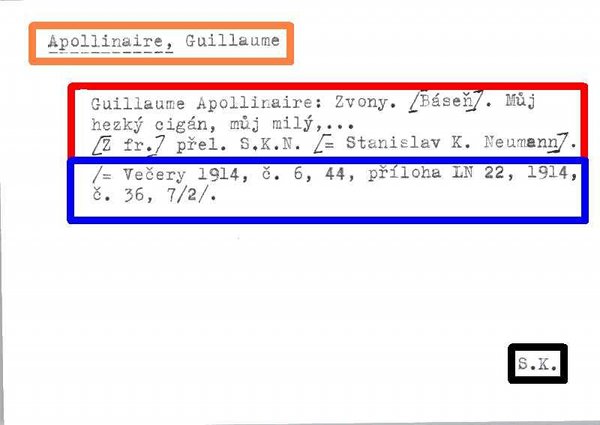 Apollinaire, Guillaume
Guillaume Apollinaire: Zvony. /Báseň/. Můj
hezký cigán, můj milý,...
/Z fr./ přel. S.K.N. /= Stanislav K. Neumann/.
/= Večery 1914, č. 6, 44, příloha LN 22, 1914,
č. 36, 7/2/.
S.K.